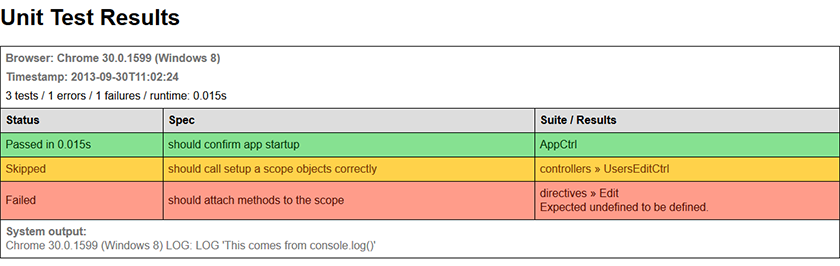 Unit Test Results
Browser: Chrome 30.0.1599 (Windows 8)
Timestamp: 2013-09-30T11:02:24
3 tests / 1 errors / 1 failures / runtime: 0.015s
Status Spec Suite / Results
Passed in 0.015s should confirm app startup AppCtrl
Skipped should call setup a scope objects correctly controllers » UsersEditCtrl
Failed should attach methods to the scope directives » Edit
Expected undefined to be defined.
System output:
Chrome 30.0.1599 (Windows 8) LOG: LOG 'This comes from console.log()'